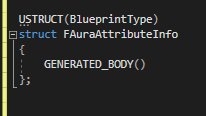 USTRUCT(BlueprintType)
struct FAuraAttributeInfo
{
GENERATED_BODY()
};